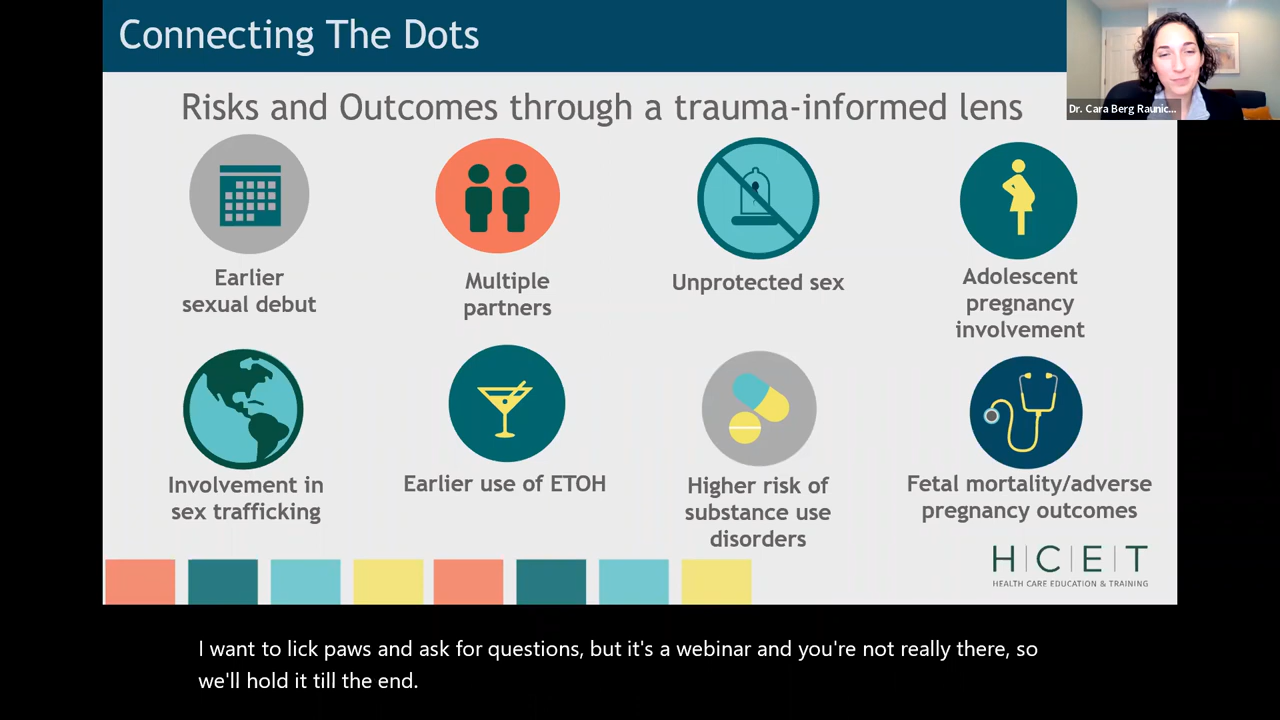 Connecting The Dots
Dr. Cara Berg Raunic...
Risks and Outcomes through a trauma-informed lens
Earlier
sexual debut
Multiple
partners
Unprotected sex
Adolescent
pregnancy
involvement
Involvement in
sex trafficking
Earlier use of ETOH
Higher risk of
substance use
disorders
Fetal mortality/adverse
pregnancy outcomes
H|C|E|T
HEALTH CARE EDUCATION & TRAINING
I want to lick paws and ask for questions, but it's a webinar and you're not really there, so
we'll hold it till the end.